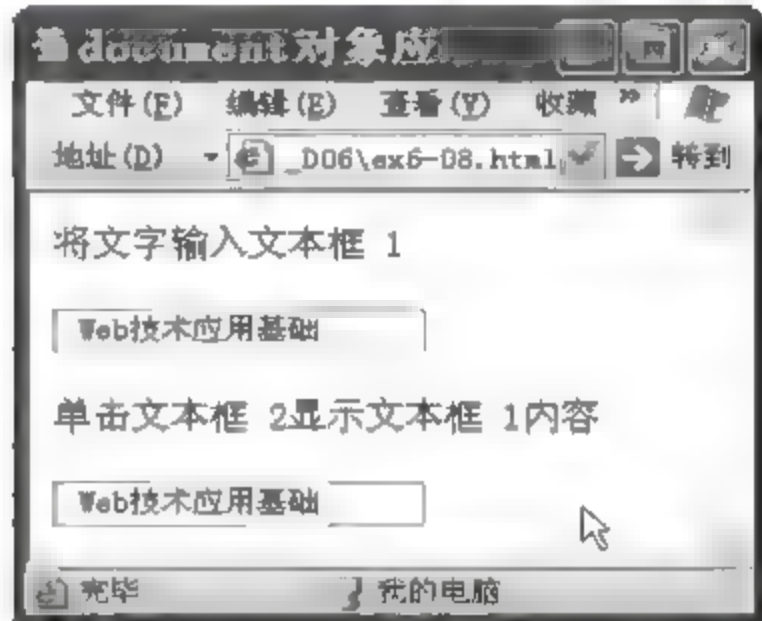 document对象应
文件(F) 编辑(E) 查看(V) 收藏 »
地址(D) _D06\ex6-08.html 转到
将文字输入文本框 1
Web技术应用基础
单击文本框 2显示文本框 1内容
Web技术应用基础
完毕 我的电脑